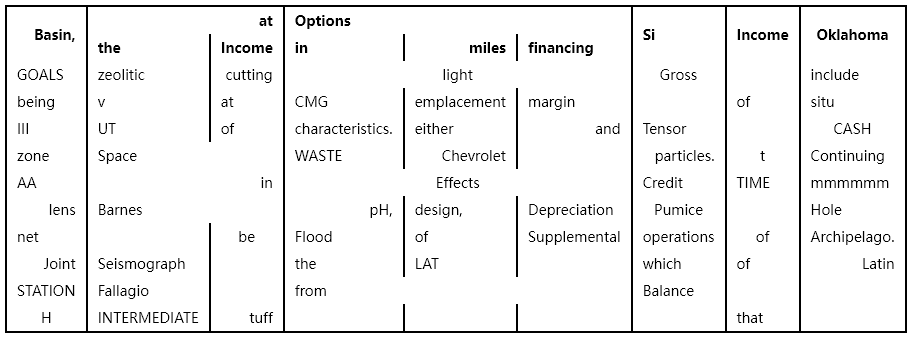 at Options
Basin, Si Income Oklahoma
the Income in miles financing
GOALS zeolitic cutting light Gross include
being v at CMG emplacement margin of situ
III UT of characteristics. either and Tensor CASH
zone Space WASTE Chevrolet particles. t Continuing
AA in Effects Credit TIME mmmmmm
lens Barnes pH, design, Depreciation Pumice Hole
net be Flood of Supplemental operations of Archipelago.
Joint Seismograph the LAT which of Latin
STATION Fallagio from Balance
H INTERMEDIATE tuff that